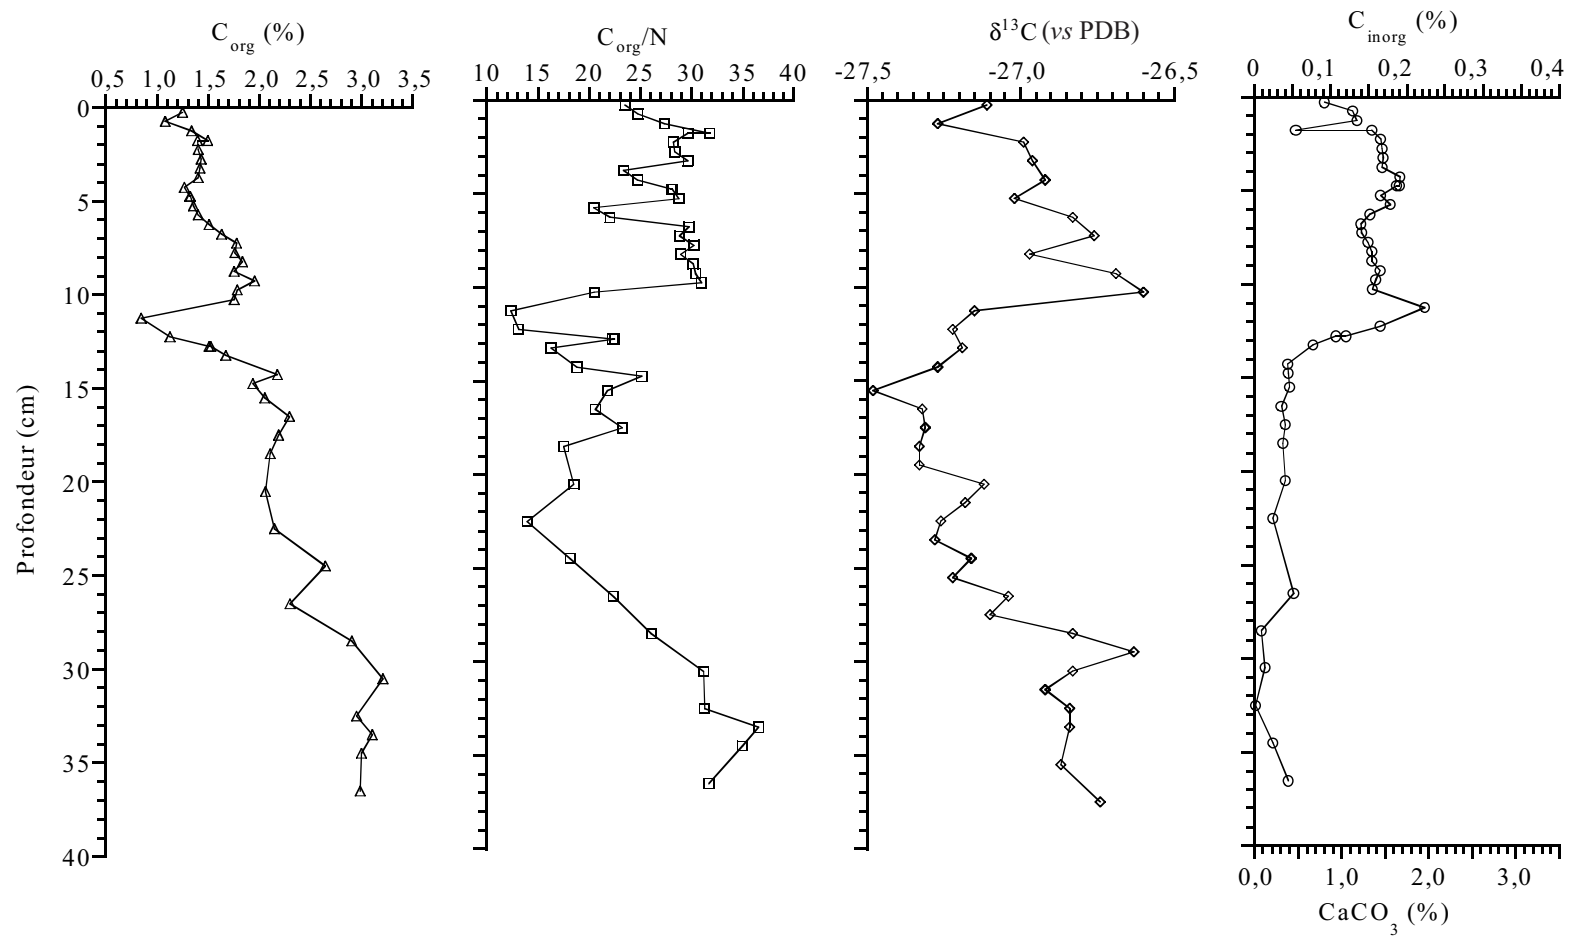 C org (%)
C org/N
δ¹³C (vs PDB)
C inorg (%)
0,5 1,0 1,5 2,0 2,5 3,0 3,5
10 15 20 25 30 35 40
-27,5 -27,0 -26,5
0 0,1 0,2 0,3 0,4
0
5
10
15
20
25
30
35
40
Profondeur (cm)
0,0 1,0 2,0 3,0
CaCO₃ (%)